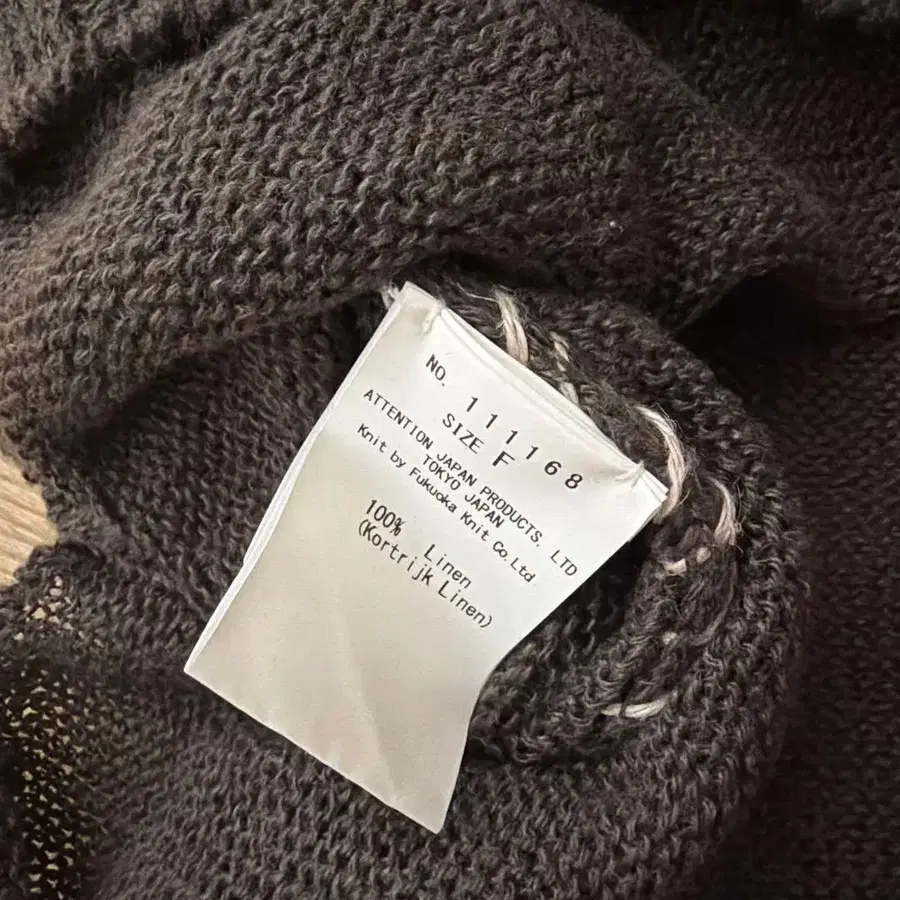 NO. 111168
SIZE F
ATTENTION JAPAN PRODUCTS. LTD
TOKYO JAPAN
Knit by Fukuoka Knit Co.,Ltd
100% Linen
(Kortrijk Linen)